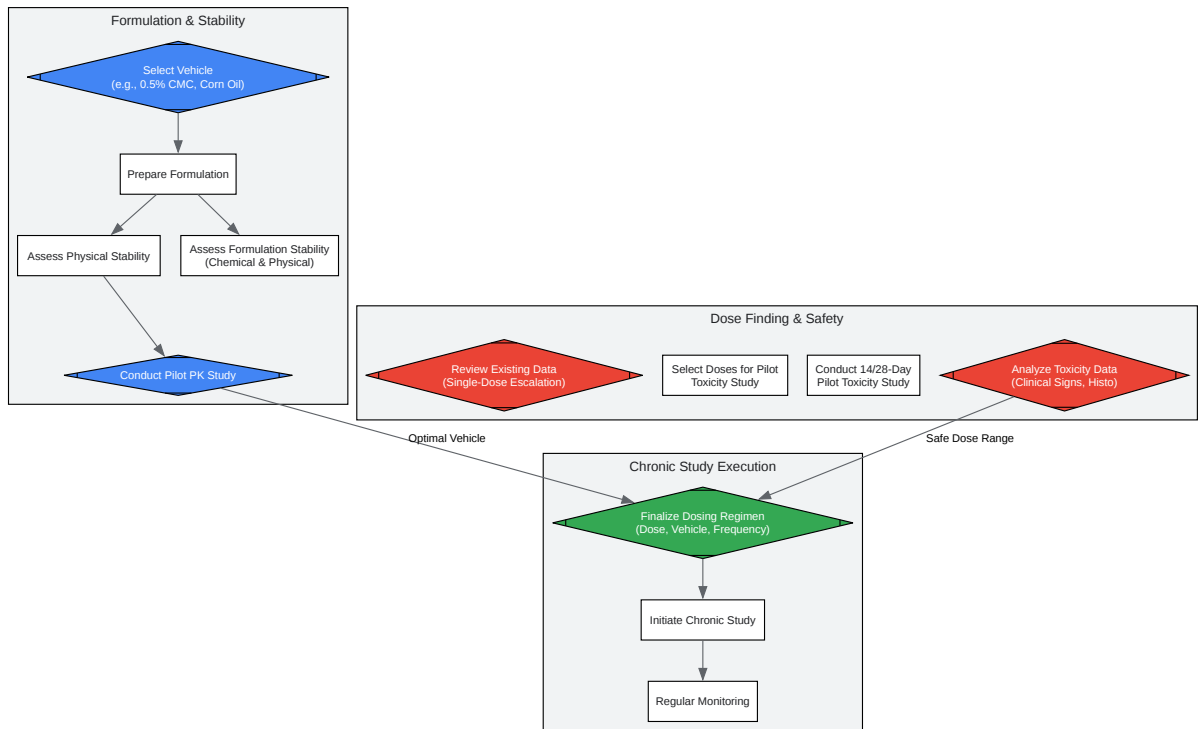 Formulation & Stability
Select Vehicle
(e.g., 0.5% CMC, Corn Oil)
Prepare Formulation
Assess Physical Stability
Assess Formulation Stability
(Chemical & Physical)
Conduct Pilot PK Study
Dose Finding & Safety
Review Existing Data
(Single-Dose Escalation)
Select Doses for Pilot
Toxicity Study
Conduct 14/28-Day
Pilot Toxicity Study
Analyze Toxicity Data
(Clinical Signs, Histo)
Optimal Vehicle
Safe Dose Range
Chronic Study Execution
Finalize Dosing Regimen
(Dose, Vehicle, Frequency)
Initiate Chronic Study
Regular Monitoring